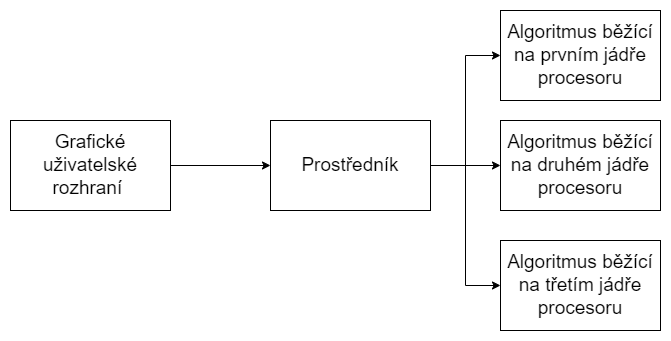 Grafické
uživatelské
rozhraní
Prostředník
Algoritmus běžící
na prvním jádře
procesoru
Algoritmus běžící
na druhém jádře
procesoru
Algoritmus běžící
na třetím jádře
procesoru